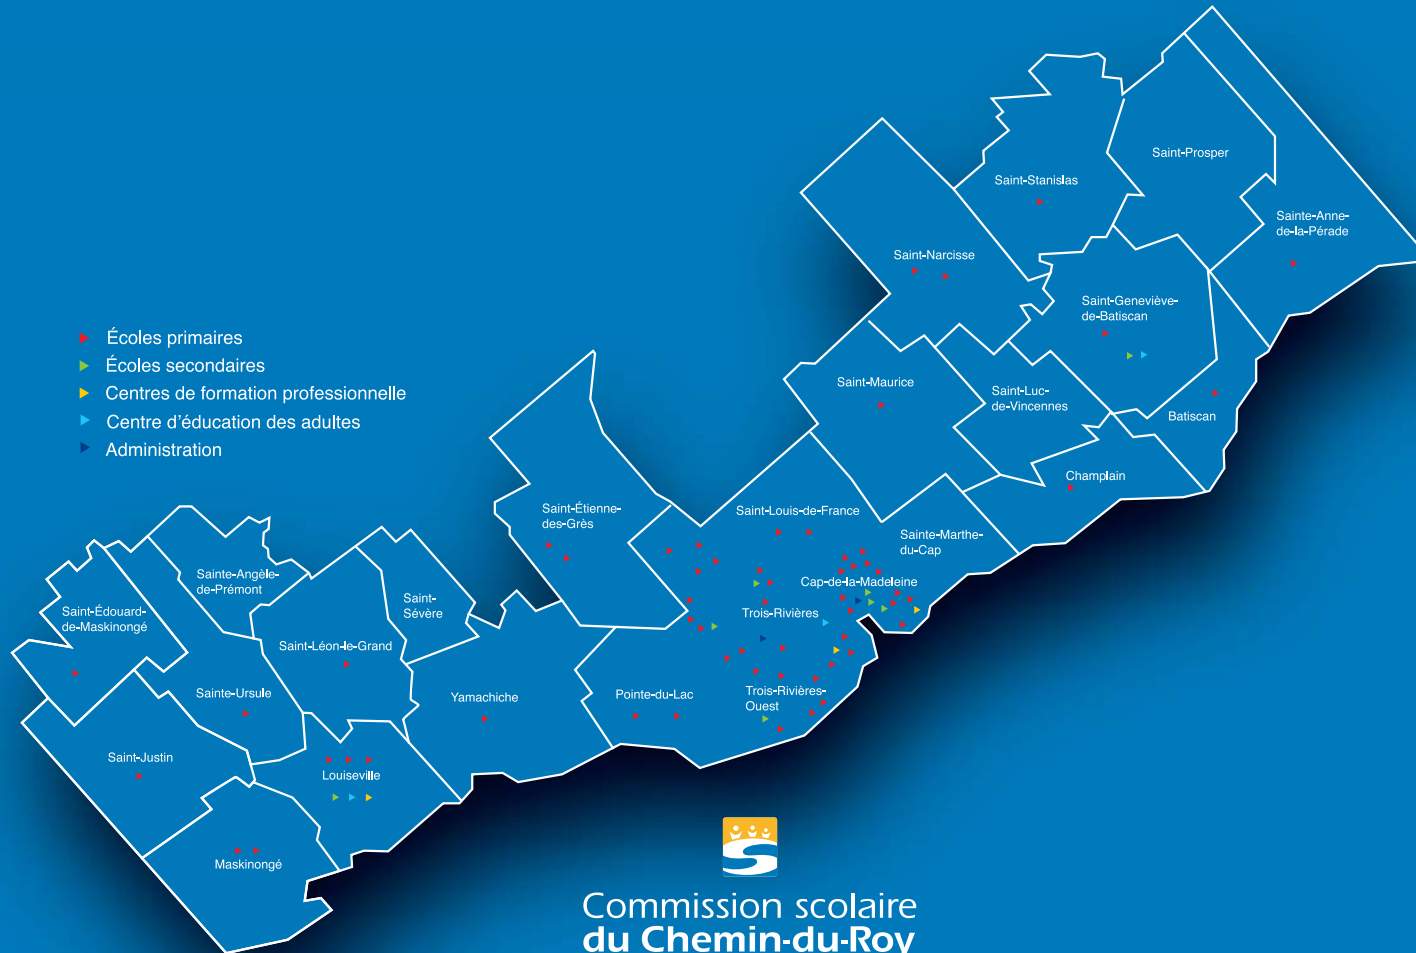 Saint-Prosper
Saint-Stanislas
Sainte-Anne-
de-la-Pérade
Saint-Narcisse
Saint-Geneviève-
de-Batiscan
Écoles primaires
Écoles secondaires
Centres de formation professionnelle
Centre d'éducation des adultes
Administration
Saint-Maurice
Saint-Luc-
de-Vincennes
Batiscan
Champlain
Saint-Étienne-
des-Grès
Saint-Louis-de-France
Sainte-Marthe-
du-Cap
Sainte-Angèle-
de-Prémont
Cap-de-la-Madeleine
Saint-
Sévère
Saint-Édouard-
de-Maskinongé
Trois-Rivières
Saint-Léon-le-Grand
Sainte-Ursule
Yamachiche
Pointe-du-Lac
Trois-Rivières-
Ouest
Saint-Justin
Louiseville
Maskinongé
Commission scolaire
du Chemin-du-Roy